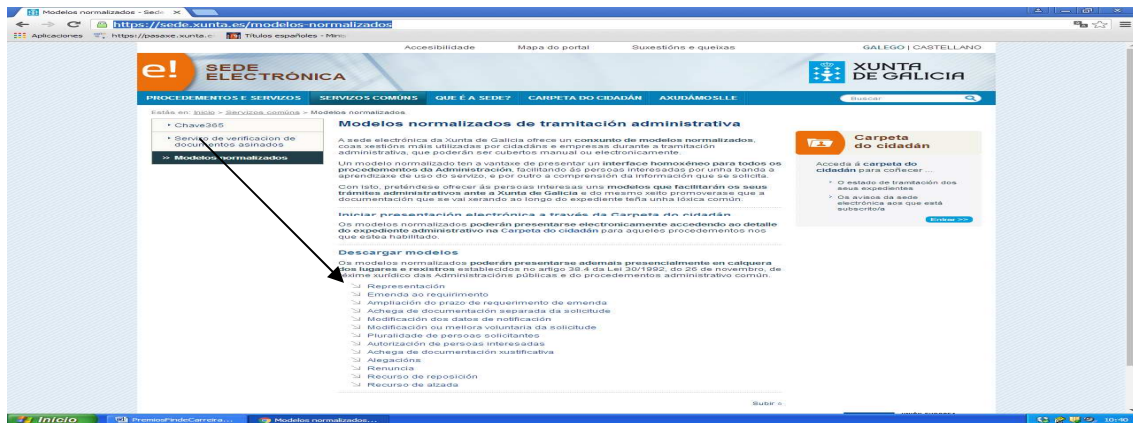 Modelos normalizados - Sede
https://sede.xunta.es/modelos-normalizados
Aplicaciones https://pasaxe.xunta.e Títulos españoles - Minis
Accesibilidade Mapa do portal Suxestións e queixas GALEGO | CASTELLANO
e! SEDE ELECTRÓNICA
XUNTA DE GALICIA
PROCEDEMENTOS E SERVIZOS SERVIZOS COMÚNS QUE É A SEDE? CARPETA DO CIDADÁN AXUDÁMOSLLE Buscar
Estás en: Inicio > Servizos comúns > Modelos normalizados
Chave365
Servizo de verificacion de
documentos asinados
» Modelos normalizados
Modelos normalizados de tramitación administrativa
A sede electrónica da Xunta de Galicia ofrece un conxunto de modelos normalizados,
coas xestións máis utilizadas por cidadáns e empresas durante a tramitación
administrativa, que poderán ser cubertos manual ou electronicamente.
Un modelo normalizado ten a vantaxe de presentar un interface homoxéneo para todos os
procedementos da Administración, facilitando ás persoas interesadas por unha banda a
aprendizaxe de uso do servizo, e por outro a comprensión da información que se solicita.
Con isto, preténdese ofrecer ás persoas interesas uns modelos que facilitarán os seus
trámites administrativos ante a Xunta de Galicia e do mesmo xeito promoverase que a
documentación que se vai xerando ao longo do expediente teña unha lóxica común.
Iniciar presentación electrónica a través da Carpeta do cidadán
Os modelos normalizados poderán presentarse electronicamente accedendo ao detalle
do expediente administrativo na Carpeta do cidadán para aqueles procedementos nos
que estea habilitado.
Descargar modelos
Os modelos normalizados poderán presentarse ademais presencialmente en calquera
dos lugares e rexistros establecidos no artigo 38.4 da Lei 30/1992, do 26 de novembro, de
réxime xurídico das Administracións públicas e do procedementos administrativo común.
Representación
Emenda ao requirimento
Ampliación do prazo de requerimento de emenda
Achega de documentación separada da solicitude
Modificación dos datos de notificación
Modificación ou mellora voluntaria da solicitude
Pluralidade de persoas solicitantes
Autorización de persoas interesadas
Achega de documentación xustificativa
Alegacións
Renuncia
Recurso de reposición
Recurso de alzada
Subir
Carpeta
do cidadán
Acceda á carpeta do
cidadán para coñecer ...
O estado de tramitación dos
seus expedientes
Os avisos da sede
electrónica aos que está
subscrito/a
Entrar >>
Inicio PremiosFindeCarreira... Modelos normalizados... 10:40